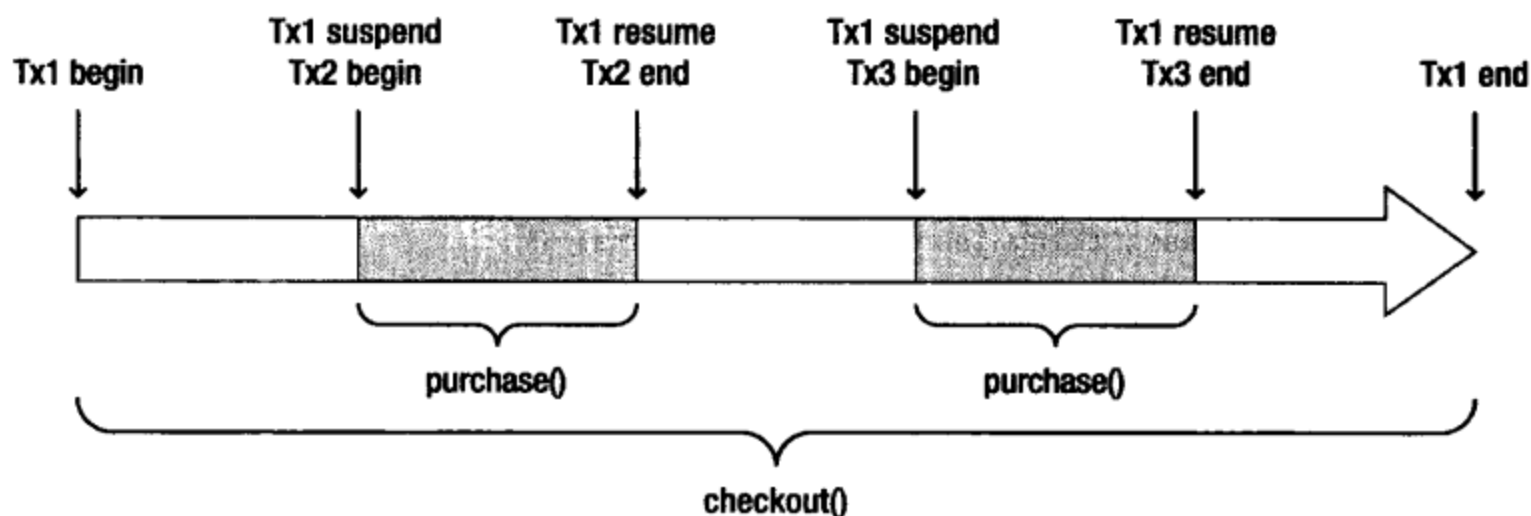 Tx1 begin
Tx1 suspend
Tx2 begin
Tx1 resume
Tx2 end
Tx1 suspend
Tx3 begin
Tx1 resume
Tx3 end
Tx1 end
purchase()
purchase()
checkout()